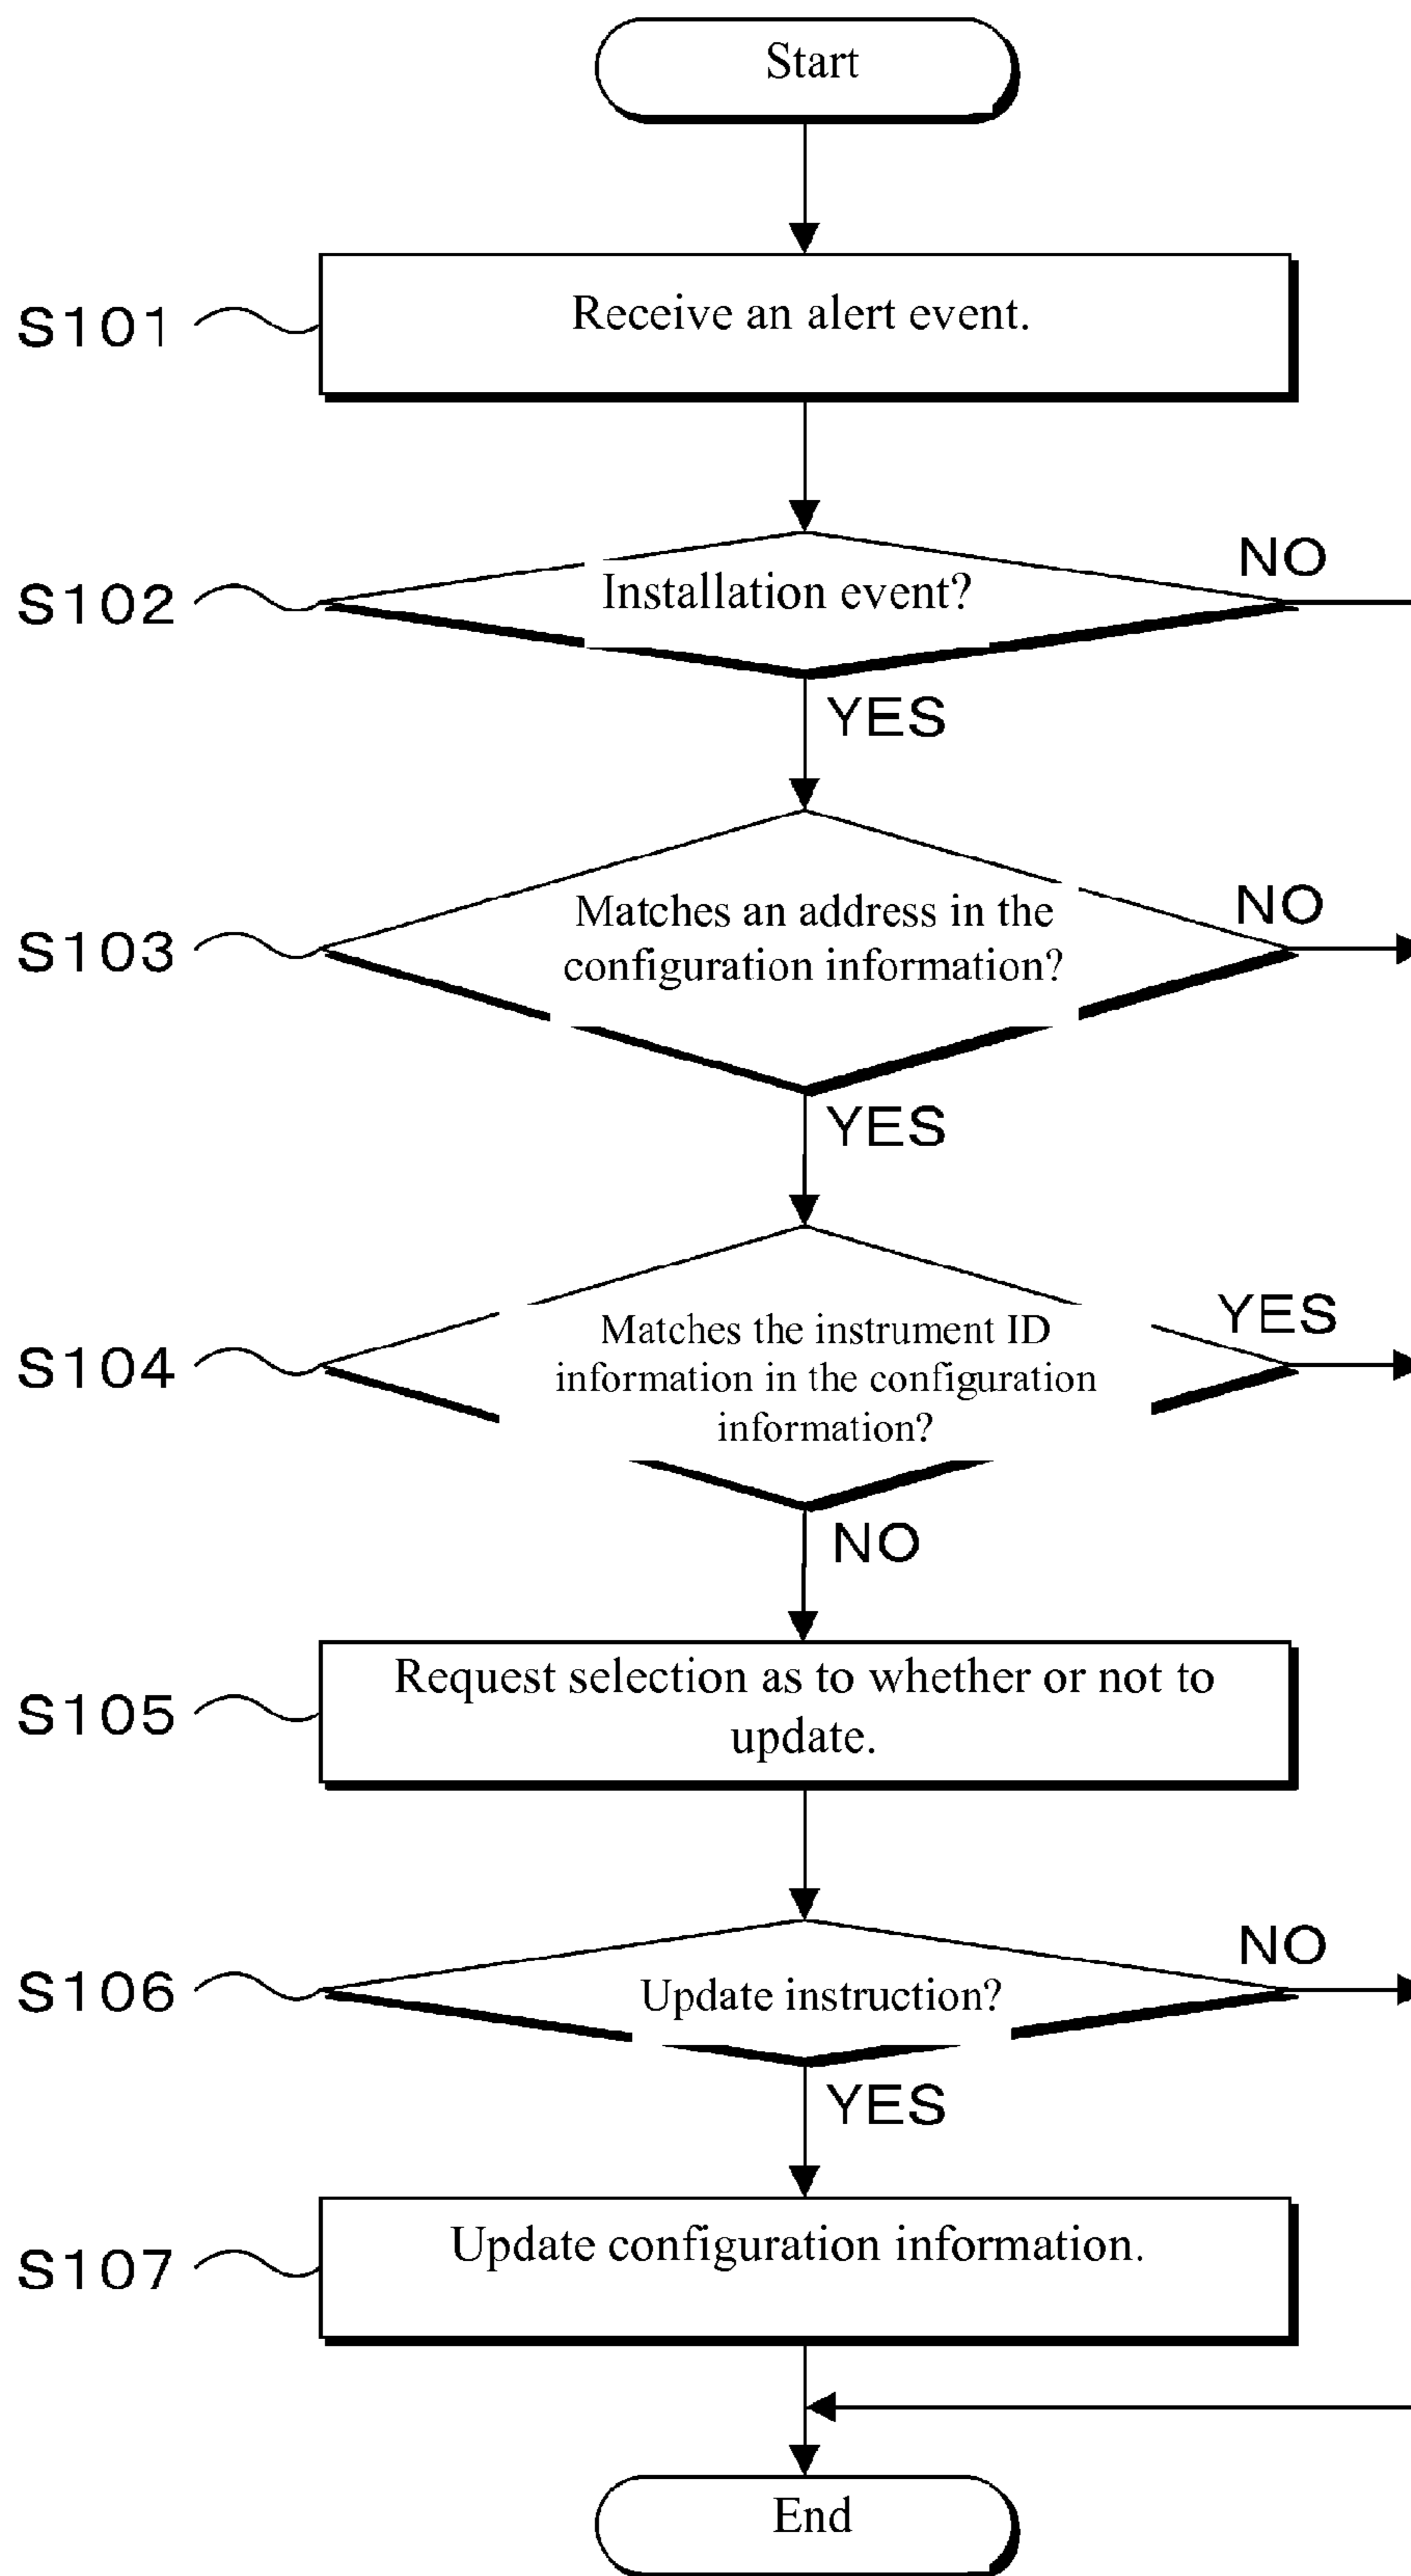 Start
S101
Receive an alert event.
S102
Installation event?
NO
YES
S103
Matches an address in the
configuration information?
NO
YES
S104
Matches the instrument ID
information in the configuration
information?
YES
NO
S105
Request selection as to whether or not to
update.
S106
Update instruction?
NO
YES
S107
Update configuration information.
End